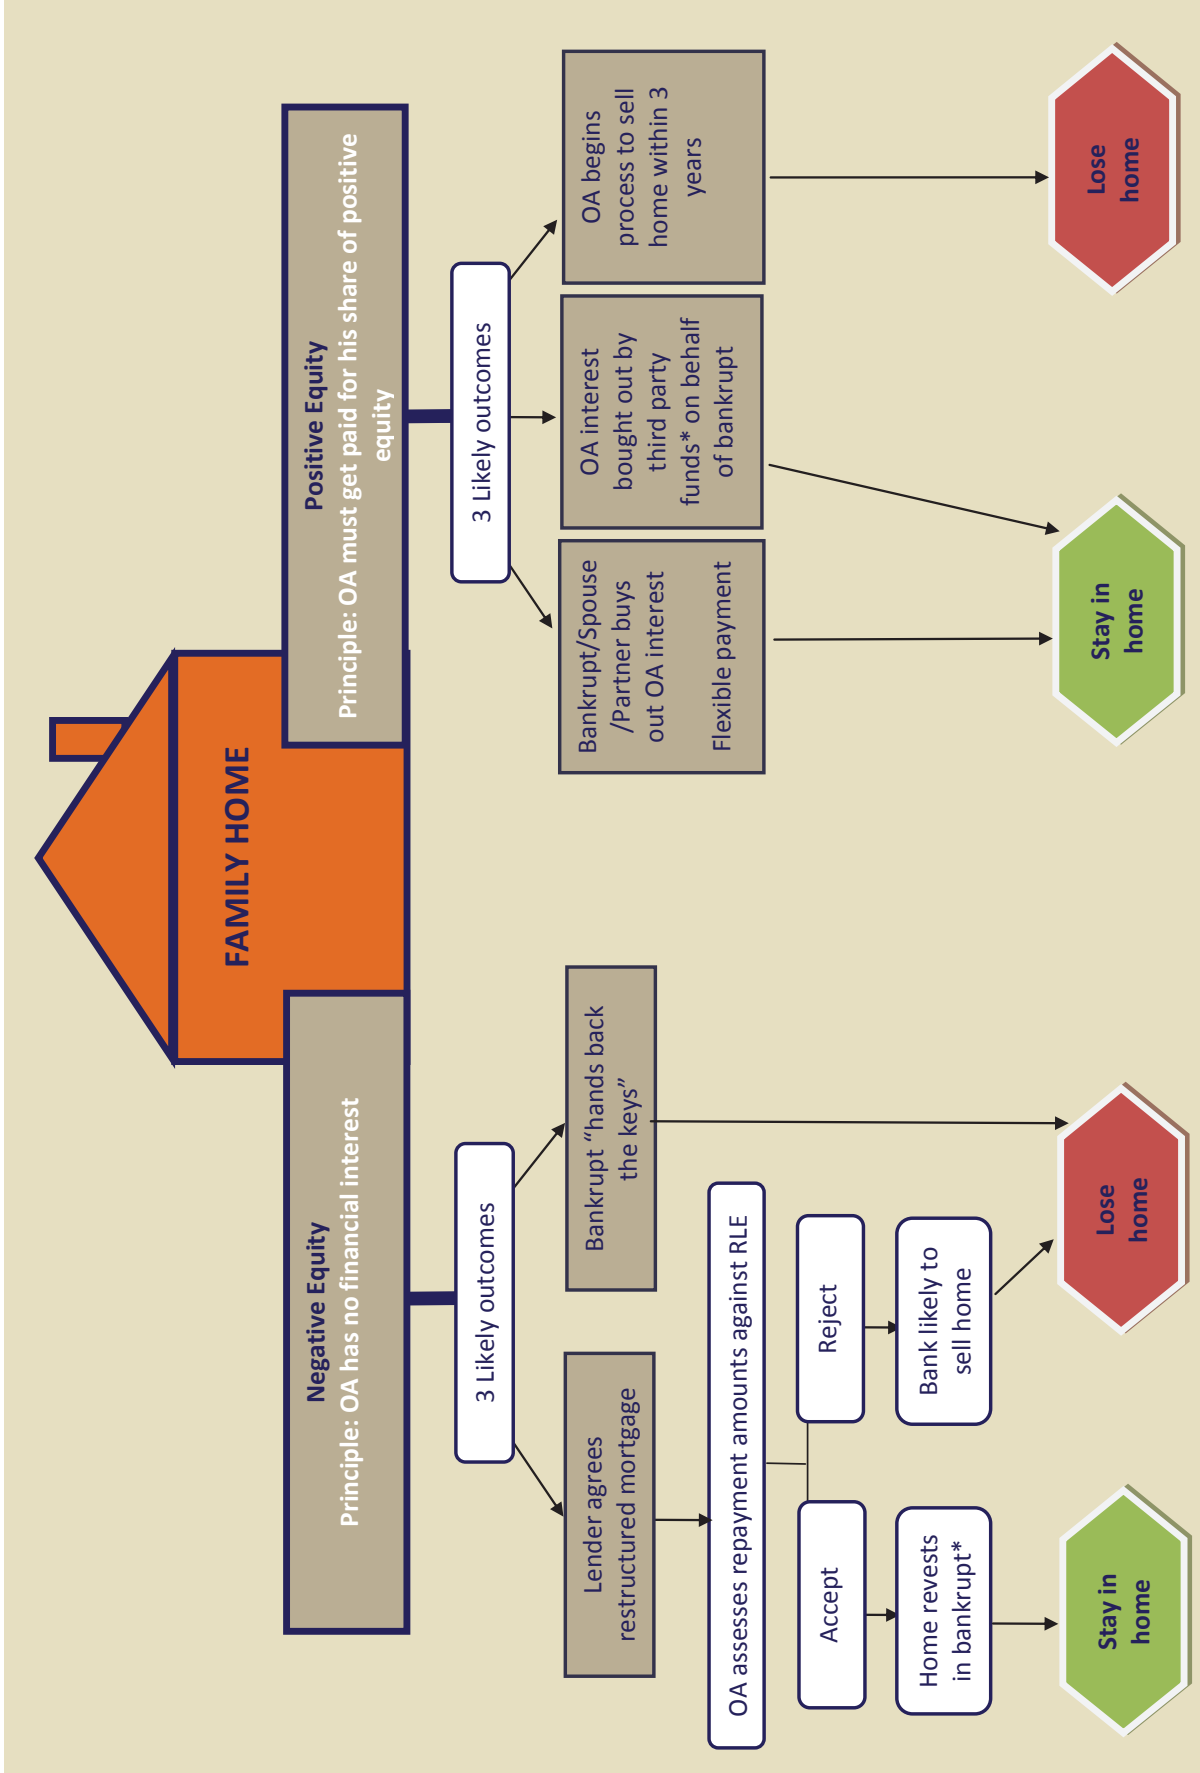 FAMILY HOME
Negative Equity
Principle: OA has no financial interest
3 Likely outcomes
Lender agrees
restructured mortgage
Bankrupt “hands back
the keys”
OA assesses repayment amounts against RLE
Accept
Reject
Home revests
in bankrupt*
Bank likely to
sell home
Stay in
home
Lose
home
Positive Equity
Principle: OA must get paid for his share of positive
equity
3 Likely outcomes
Bankrupt/Spouse
/Partner buys
out OA interest
Flexible payment
OA interest
bought out by
third party
funds* on behalf
of bankrupt
OA begins
process to sell
home within 3
years
Stay in
home
Lose
home